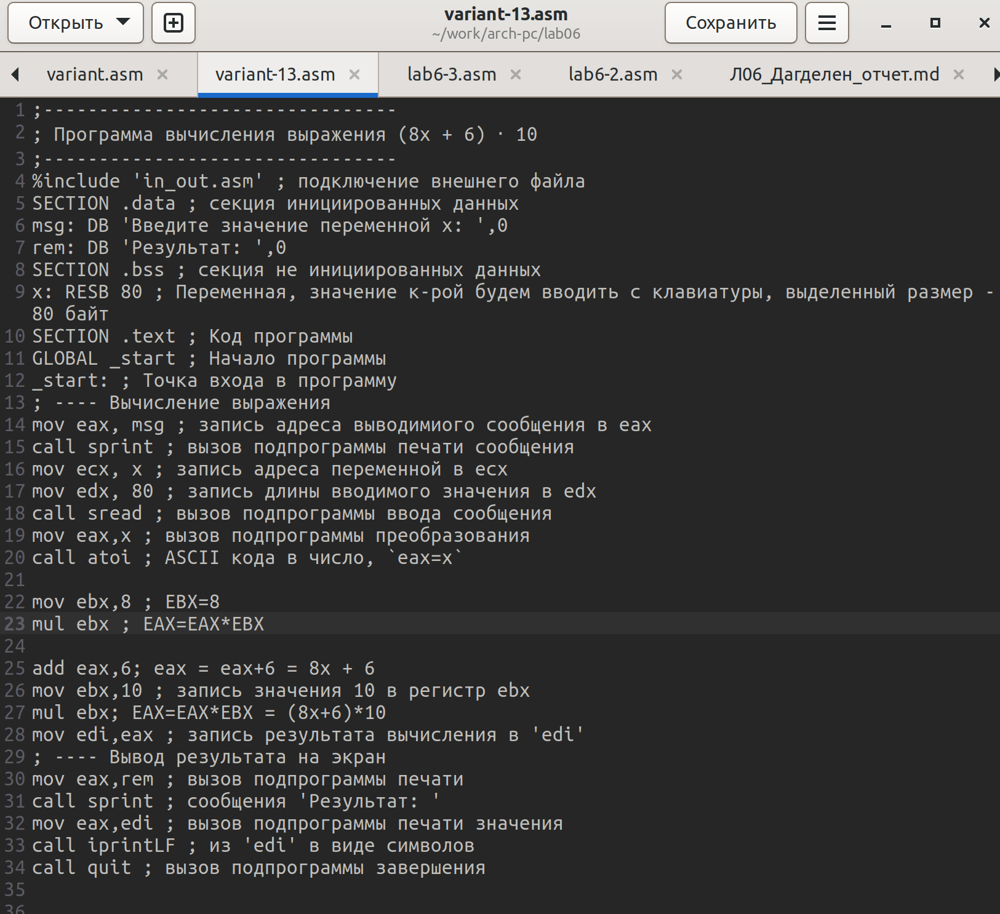 Открыть
variant-13.asm
~/work/arch-pc/lab06
Сохранить
variant.asm
variant-13.asm
lab6-3.asm
lab6-2.asm
Л06_Дагделен_отчет.md
1 ;--------------------------------
2 ; Программа вычисления выражения (8x + 6) · 10
3 ;--------------------------------
4 %include 'in_out.asm' ; подключение внешнего файла
5 SECTION .data ; секция инициированных данных
6 msg: DB 'Введите значение переменной x: ',0
7 rem: DB 'Результат: ',0
8 SECTION .bss ; секция не инициированных данных
9 x: RESB 80 ; Переменная, значение к-рой будем вводить с клавиатуры, выделенный размер -
80 байт
10 SECTION .text ; Код программы
11 GLOBAL _start ; Начало программы
12 _start: ; Точка входа в программу
13 ; ---- Вычисление выражения
14 mov eax, msg ; запись адреса выводимиого сообщения в eax
15 call sprint ; вызов подпрограммы печати сообщения
16 mov ecx, x ; запись адреса переменной в ecx
17 mov edx, 80 ; запись длины вводимого значения в edx
18 call sread ; вызов подпрограммы ввода сообщения
19 mov eax,x ; вызов подпрограммы преобразования
20 call atoi ; ASCII кода в число, `eax=x`
21
22 mov ebx,8 ; EBX=8
23 mul ebx ; EAX=EAX*EBX
24
25 add eax,6; eax = eax+6 = 8x + 6
26 mov ebx,10 ; запись значения 10 в регистр ebx
27 mul ebx; EAX=EAX*EBX = (8x+6)*10
28 mov edi,eax ; запись результата вычисления в 'edi'
29 ; ---- Вывод результата на экран
30 mov eax,rem ; вызов подпрограммы печати
31 call sprint ; сообщения 'Результат: '
32 mov eax,edi ; вызов подпрограммы печати значения
33 call iprintLF ; из 'edi' в виде символов
34 call quit ; вызов подпрограммы завершения
35
36